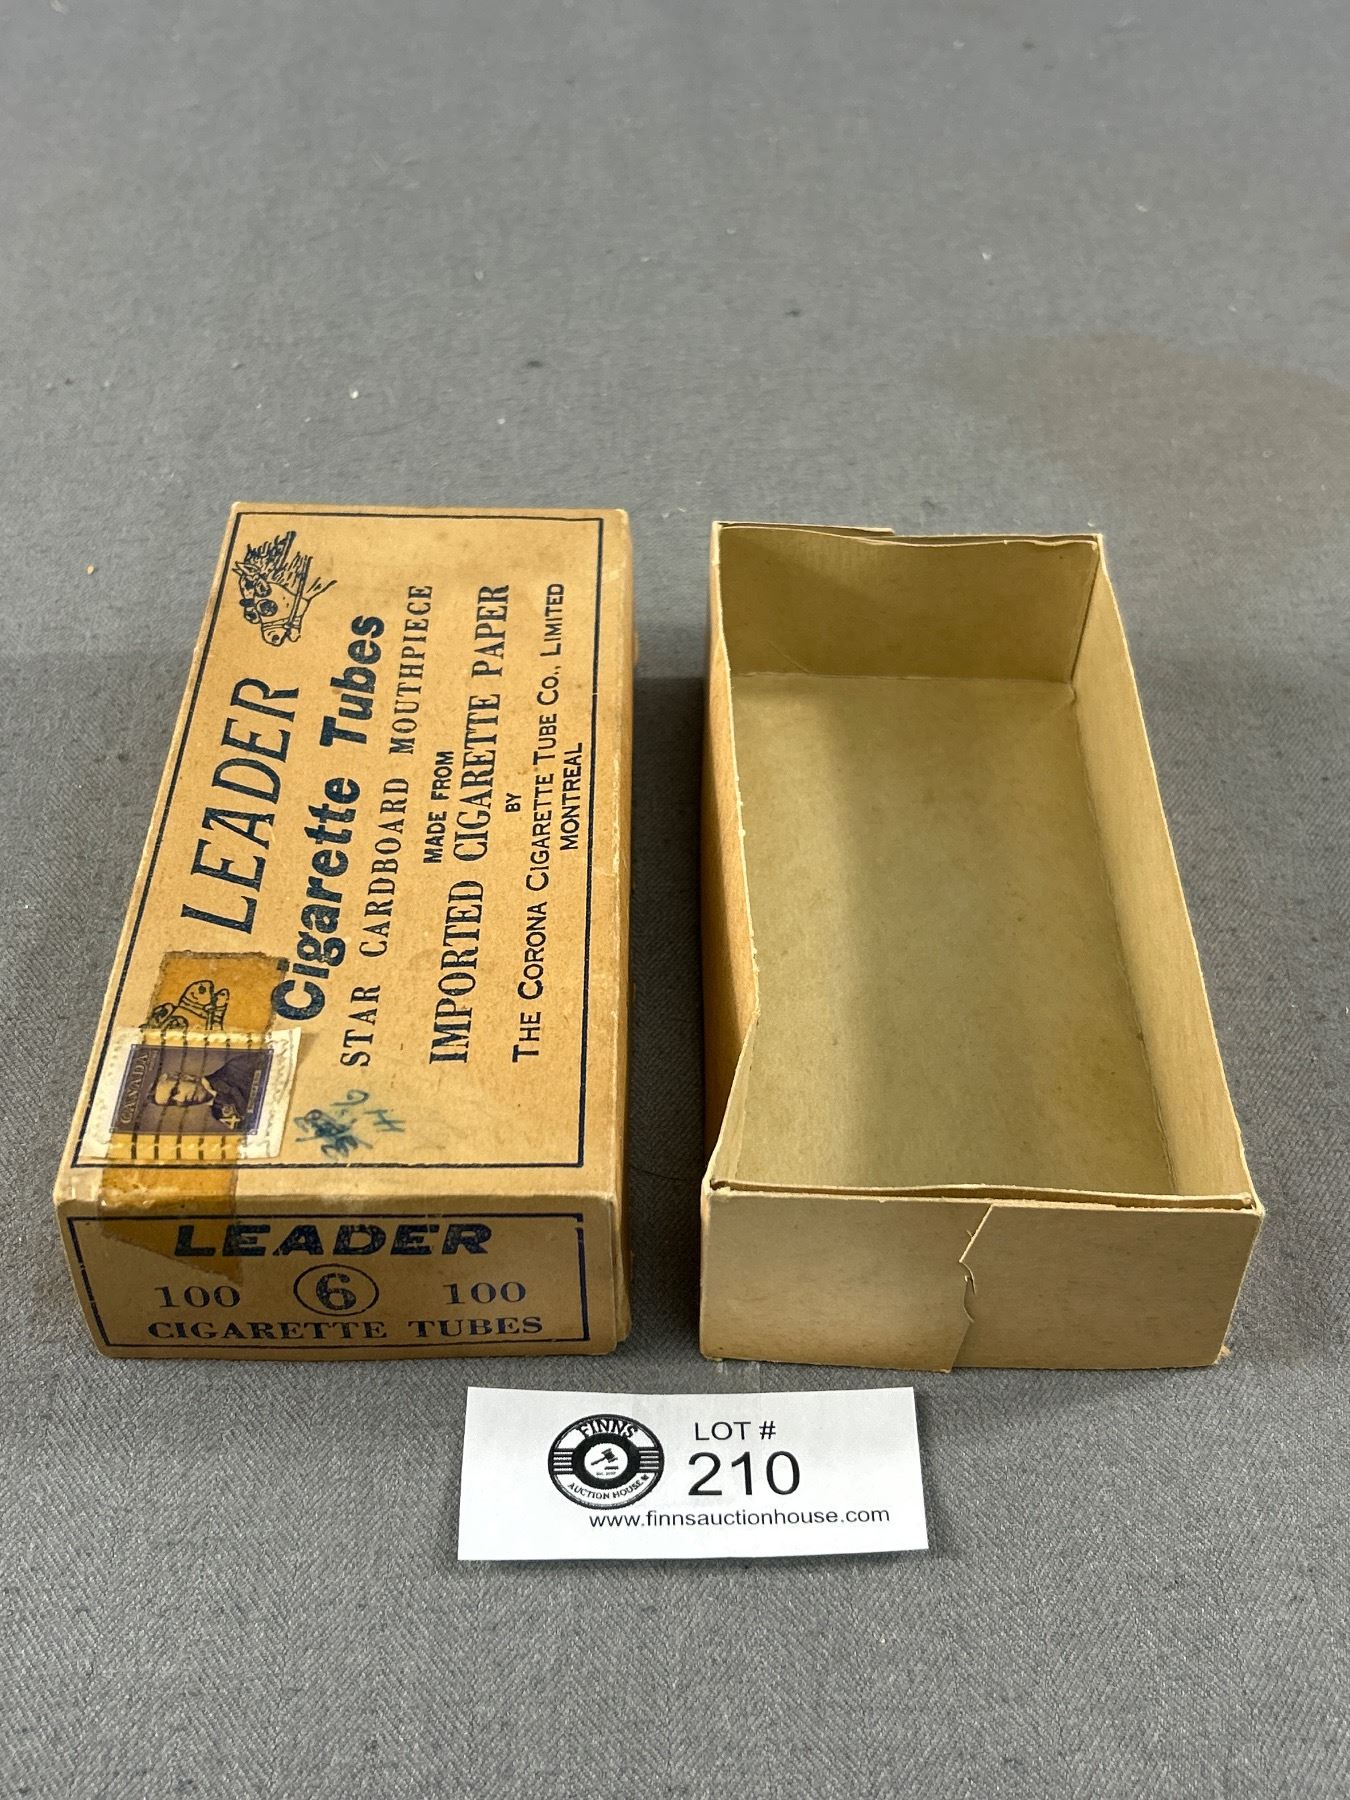 LEADER
Cigarette Tubes
STAR CARDBOARD MOUTHPIECE
MADE FROM
IMPORTED CIGARETTE PAPER
BY
THE CORONA CIGARETTE TUBE CO., LIMITED
MONTREAL
CANADA
4¢
LEADER
100 6 100
CIGARETTE TUBES
FINNS
AUCTION HOUSE
LOT #
210
www.finnsauctionhouse.com